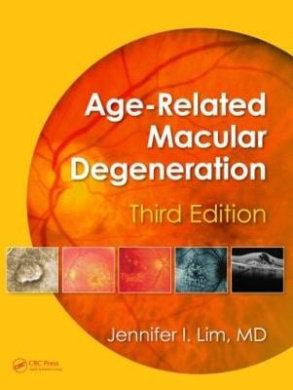 Age-Related
Macular
Degeneration
Third Edition
Jennifer I. Lim, MD
CRC Press